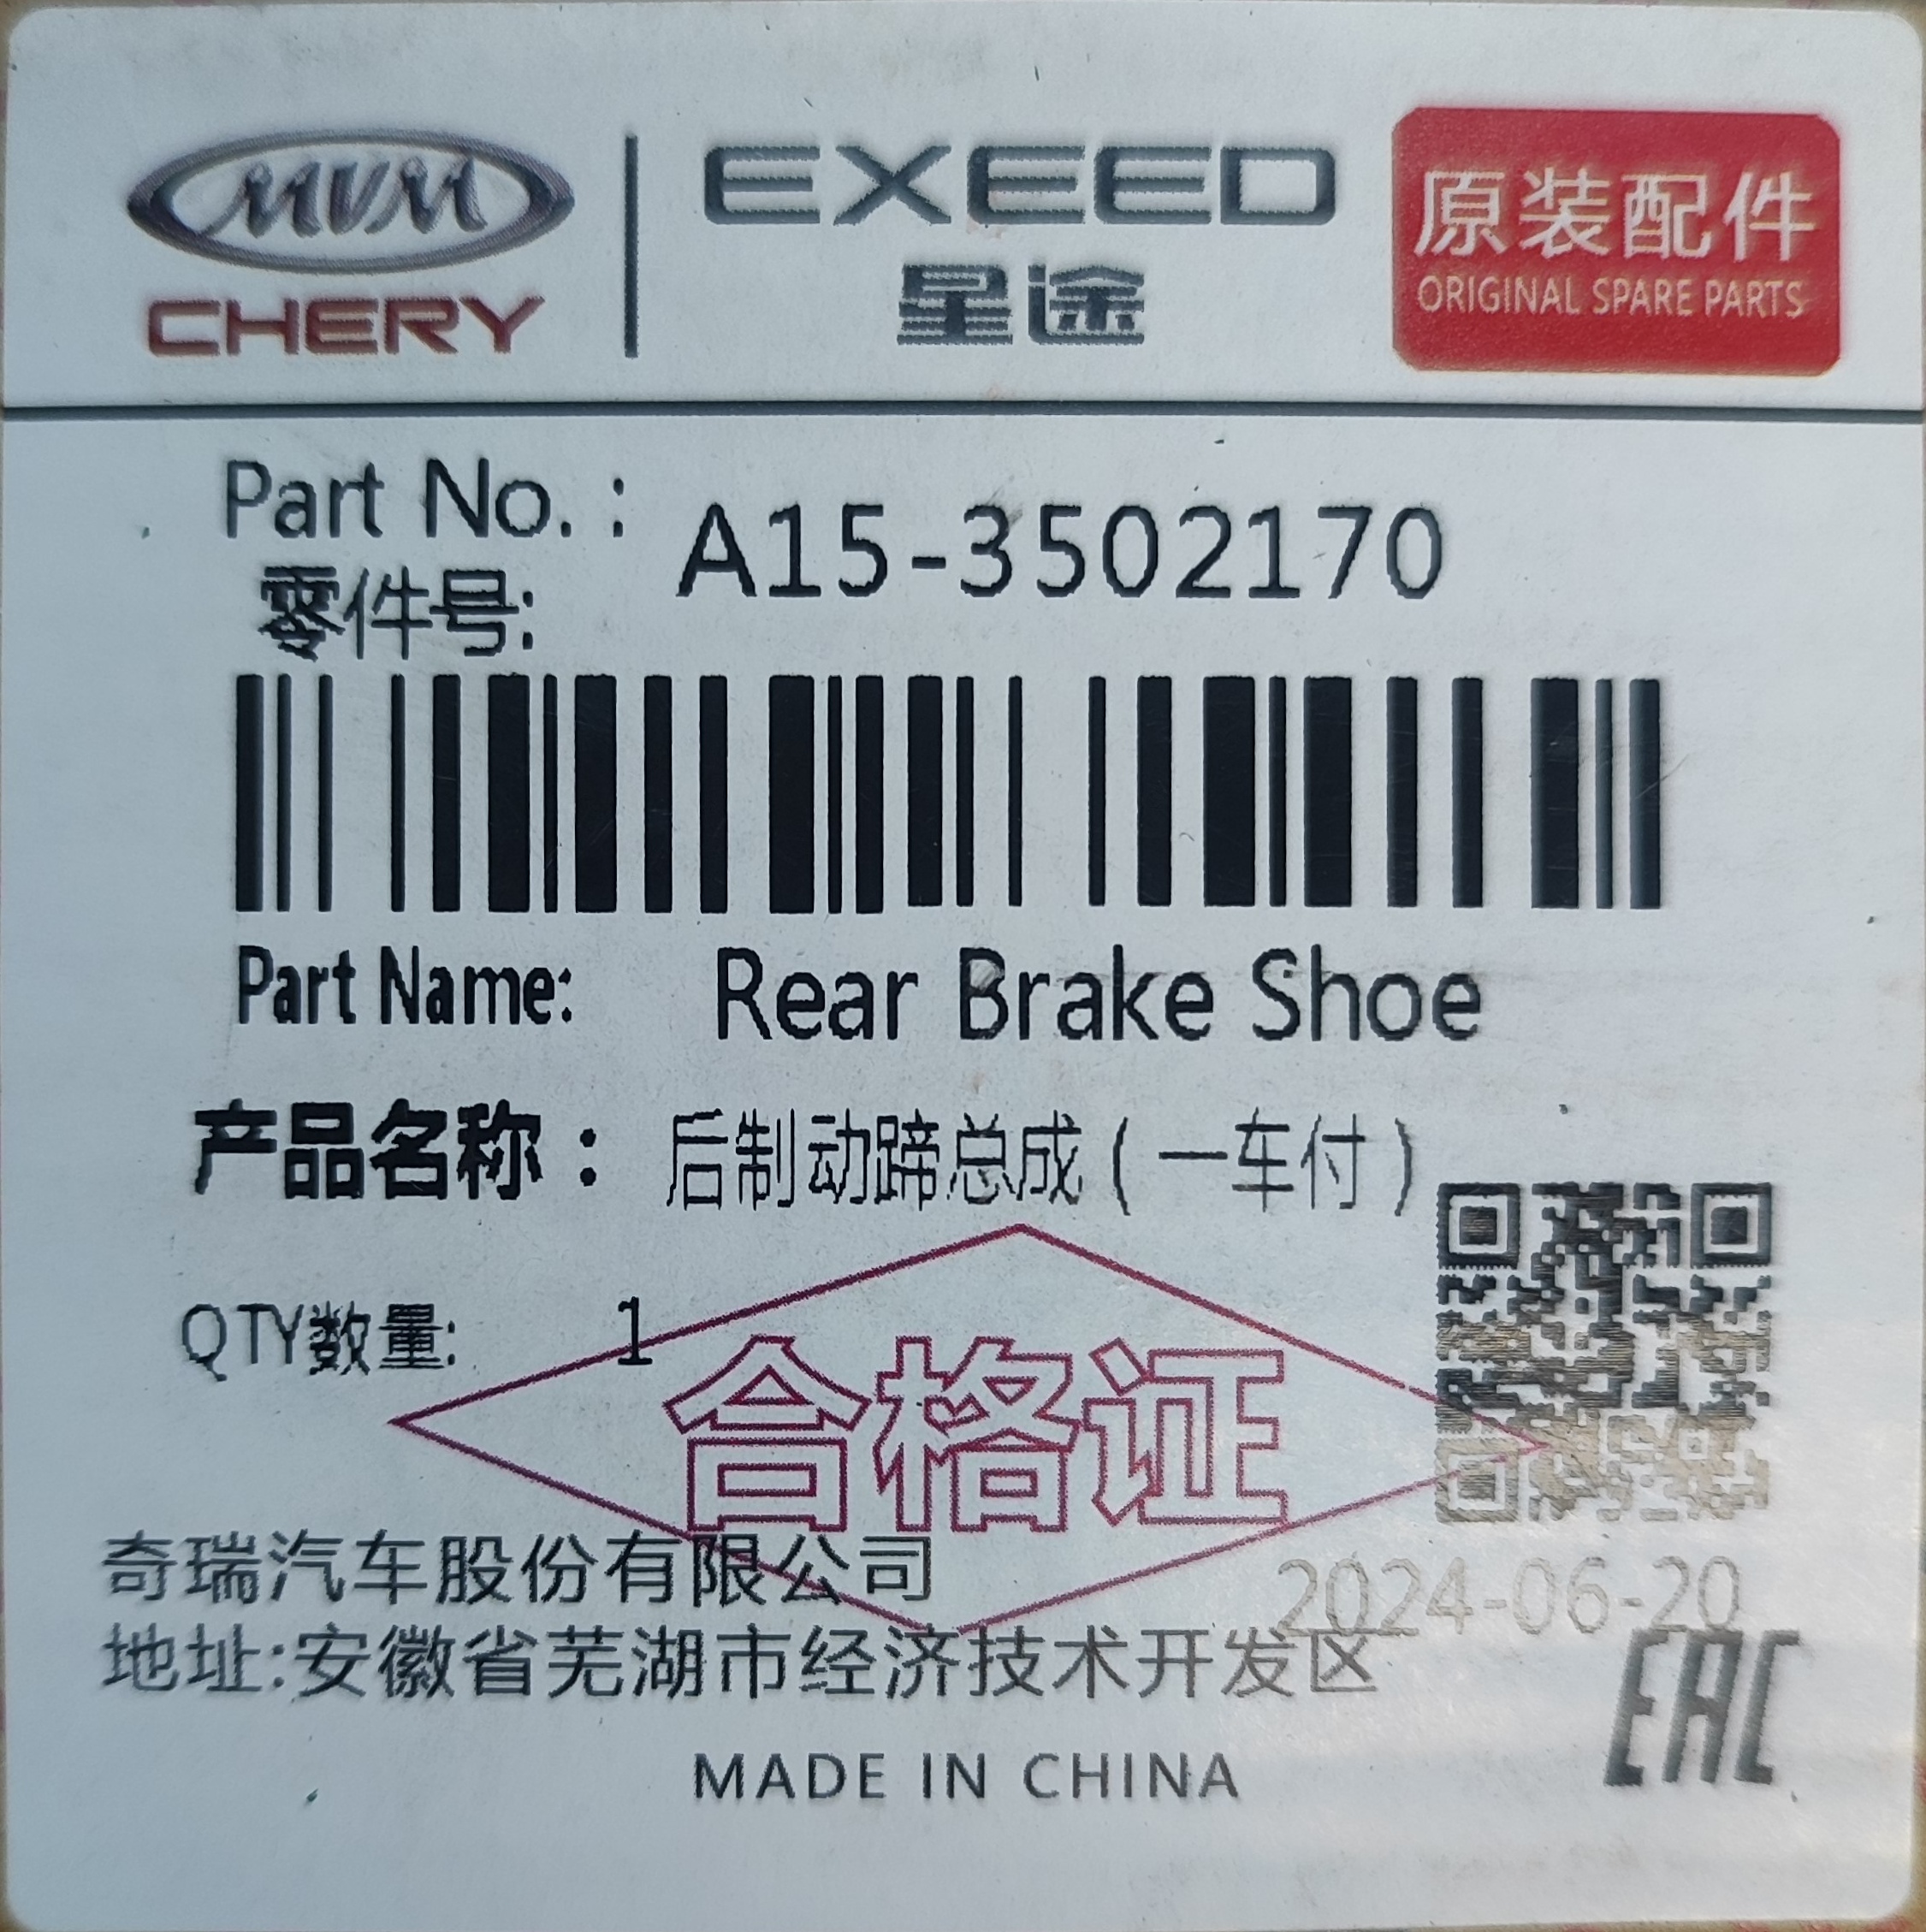 MVM
CHERY
EXEED
星途
原装配件
ORIGINAL SPARE PARTS
Part No. : A15-3502170
零件号:
Part Name: Rear Brake Shoe
产品名称：后制动蹄总成(一车付)
QTY数量: 1
合格证
奇瑞汽车股份有限公司
2024-06-20
地址:安徽省芜湖市经济技术开发区
EAC
MADE IN CHINA